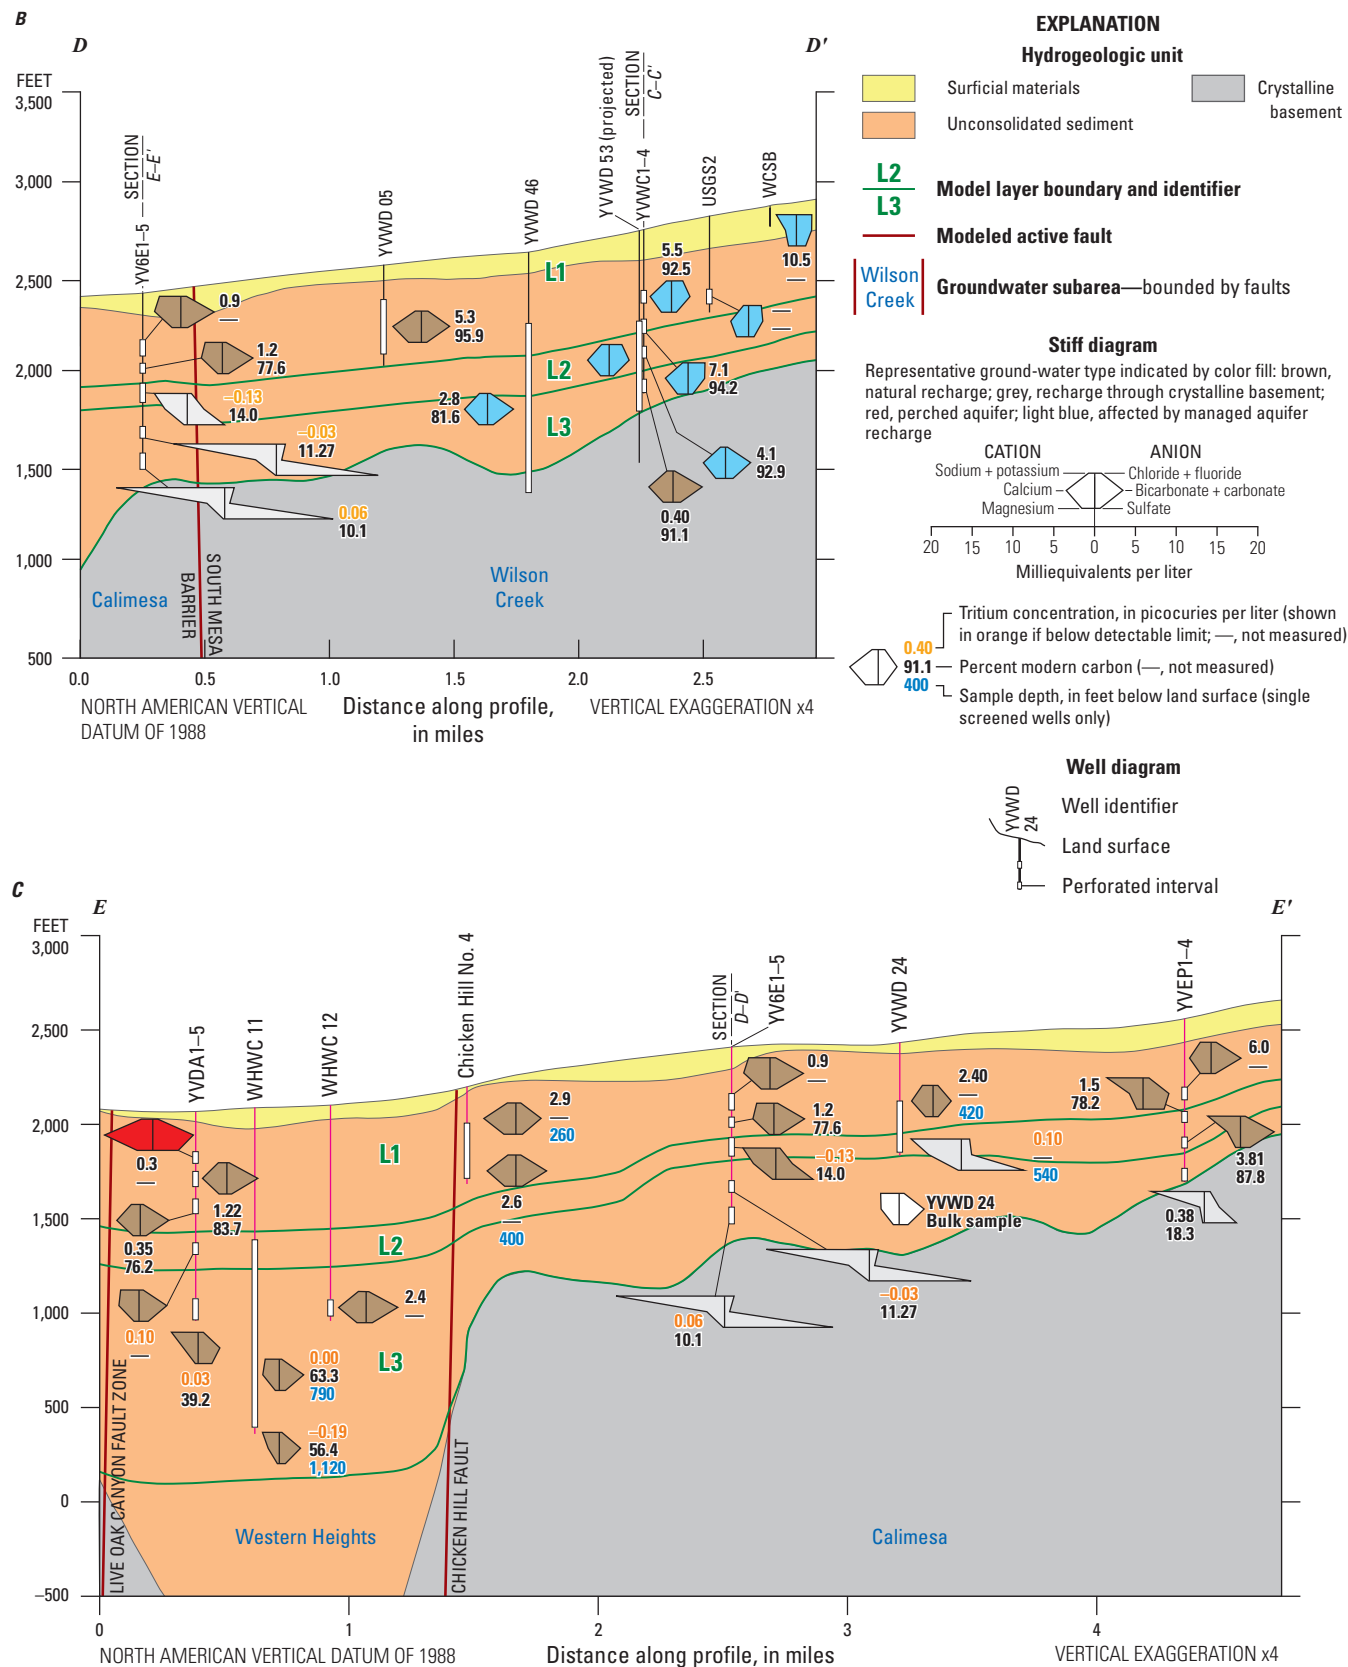 B
D
D'
FEET
3,500
3,000
2,500
2,000
1,500
1,000
500
SECTION
E–E'
YV6E1–5
YVWD 05
YVWD 46
YVWD 53 (projected)
SECTION
C–C'
YVWC1–4
USGS2
WCSB
L1
L2
L3
0.9
—
1.2
77.6
–0.13
14.0
–0.03
11.27
0.06
10.1
5.3
95.9
2.8
81.6
5.5
92.5
7.1
94.2
4.1
92.9
0.40
91.1
10.5
—
—
—
Calimesa
SOUTH MESA
BARRIER
Wilson
Creek
0.0
0.5
1.0
1.5
2.0
2.5
NORTH AMERICAN VERTICAL
DATUM OF 1988
Distance along profile,
in miles
VERTICAL EXAGGERATION x4
EXPLANATION
Hydrogeologic unit
Surficial materials
Crystalline
basement
Unconsolidated sediment
L2
L3
Model layer boundary and identifier
Modeled active fault
Wilson
Creek
Groundwater subarea—bounded by faults
Stiff diagram
Representative ground-water type indicated by color fill: brown,
natural recharge; grey, recharge through crystalline basement;
red, perched aquifer; light blue, affected by managed aquifer
recharge
CATION
ANION
Sodium + potassium
Chloride + fluoride
Calcium
Bicarbonate + carbonate
Magnesium
Sulfate
20 15 10 5 0 5 10 15 20
Milliequivalents per liter
0.40
91.1
400
Tritium concentration, in picocuries per liter (shown
in orange if below detectable limit; —, not measured)
Percent modern carbon (—, not measured)
Sample depth, in feet below land surface (single
screened wells only)
Well diagram
YVWD
24
Well identifier
Land surface
Perforated interval
C
E
E'
FEET
3,000
2,500
2,000
1,500
1,000
500
0
–500
YVDA1–5
WHWC 11
WHWC 12
Chicken Hill No. 4
SECTION
D–D'
YV6E1–5
YVWD 24
YVEP1–4
L1
L2
L3
0.3
—
1.22
83.7
0.35
76.2
0.10
—
0.03
39.2
2.4
—
0.00
63.3
790
–0.19
56.4
1,120
2.9
—
260
2.6
—
400
0.9
—
1.2
77.6
–0.13
14.0
–0.03
11.27
0.06
10.1
2.40
—
420
0.10
—
540
YVWD 24
Bulk sample
6.0
—
1.5
78.2
3.81
87.8
0.38
18.3
LIVE OAK CANYON FAULT ZONE
Western Heights
CHICKEN HILL FAULT
Calimesa
0
1
2
3
4
NORTH AMERICAN VERTICAL DATUM OF 1988
Distance along profile, in miles
VERTICAL EXAGGERATION x4